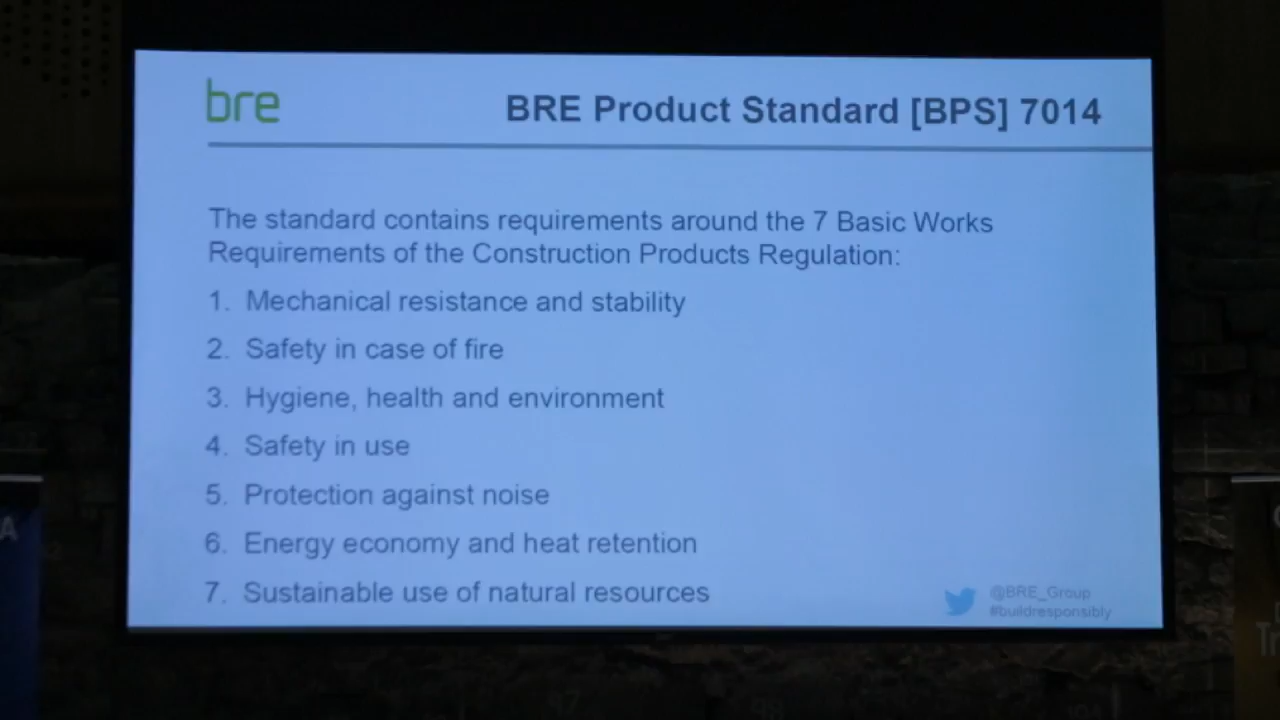 bre
BRE Product Standard [BPS] 7014
The standard contains requirements around the 7 Basic Works
Requirements of the Construction Products Regulation:
1. Mechanical resistance and stability
2. Safety in case of fire
3. Hygiene, health and environment
4. Safety in use
5. Protection against noise
6. Energy economy and heat retention
7. Sustainable use of natural resources
@BRE_Group
#buildresponsibly
A